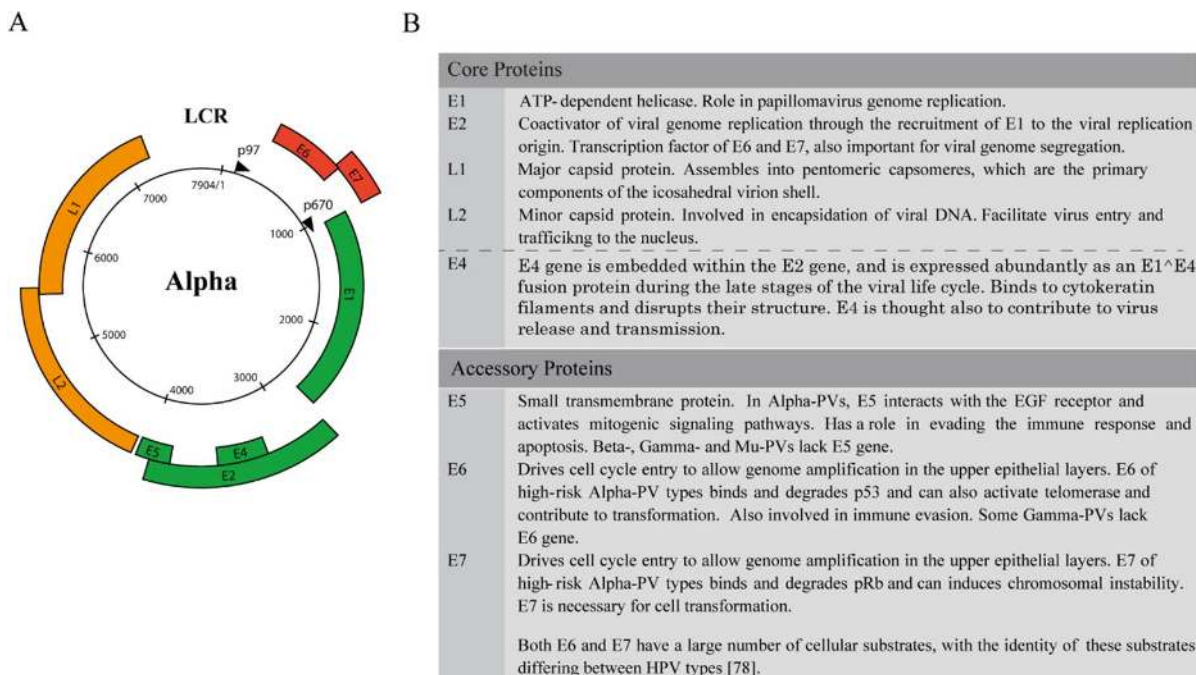 A
LCR
p97
E6
E7
7904/1
7000
p670
1000
L1
6000
Alpha
E1
2000
5000
L2
4000
3000
E5
E4
E2
B
Core Proteins
E1 ATP-dependent helicase. Role in papillomavirus genome replication.
E2 Coactivator of viral genome replication through the recruitment of E1 to the viral replication
origin. Transcription factor of E6 and E7, also important for viral genome segregation.
L1 Major capsid protein. Assembles into pentomeric capsomeres, which are the primary
components of the icosahedral virion shell.
L2 Minor capsid protein. Involved in encapsidation of viral DNA. Facilitate virus entry and
trafficikng to the nucleus.
E4 E4 gene is embedded within the E2 gene, and is expressed abundantly as an E1^E4
fusion protein during the late stages of the viral life cycle. Binds to cytokeratin
filaments and disrupts their structure. E4 is thought also to contribute to virus
release and transmission.
Accessory Proteins
E5 Small transmembrane protein. In Alpha-PVs, E5 interacts with the EGF receptor and
activates mitogenic signaling pathways. Has a role in evading the immune response and
apoptosis. Beta-, Gamma- and Mu-PVs lack E5 gene.
E6 Drives cell cycle entry to allow genome amplification in the upper epithelial layers. E6 of
high-risk Alpha-PV types binds and degrades p53 and can also activate telomerase and
contribute to transformation. Also involved in immune evasion. Some Gamma-PVs lack
E6 gene.
E7 Drives cell cycle entry to allow genome amplification in the upper epithelial layers. E7 of
high-risk Alpha-PV types binds and degrades pRb and can induces chromosomal instability.
E7 is necessary for cell transformation.
Both E6 and E7 have a large number of cellular substrates, with the identity of these substrates
differing between HPV types [78].